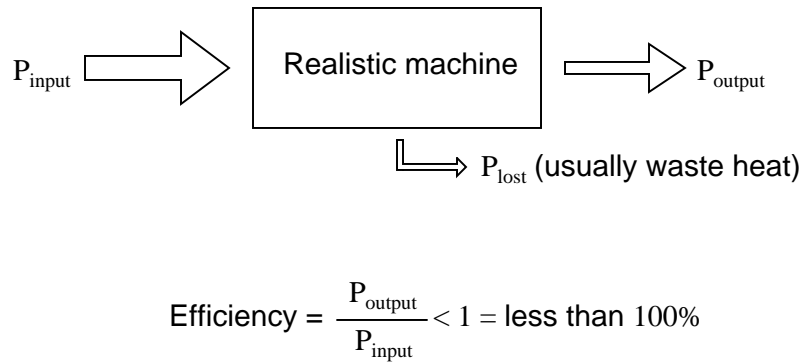 P_input
Realistic machine
P_output
P_lost (usually waste heat)
Efficiency = P_output / P_input < 1 = less than 100%